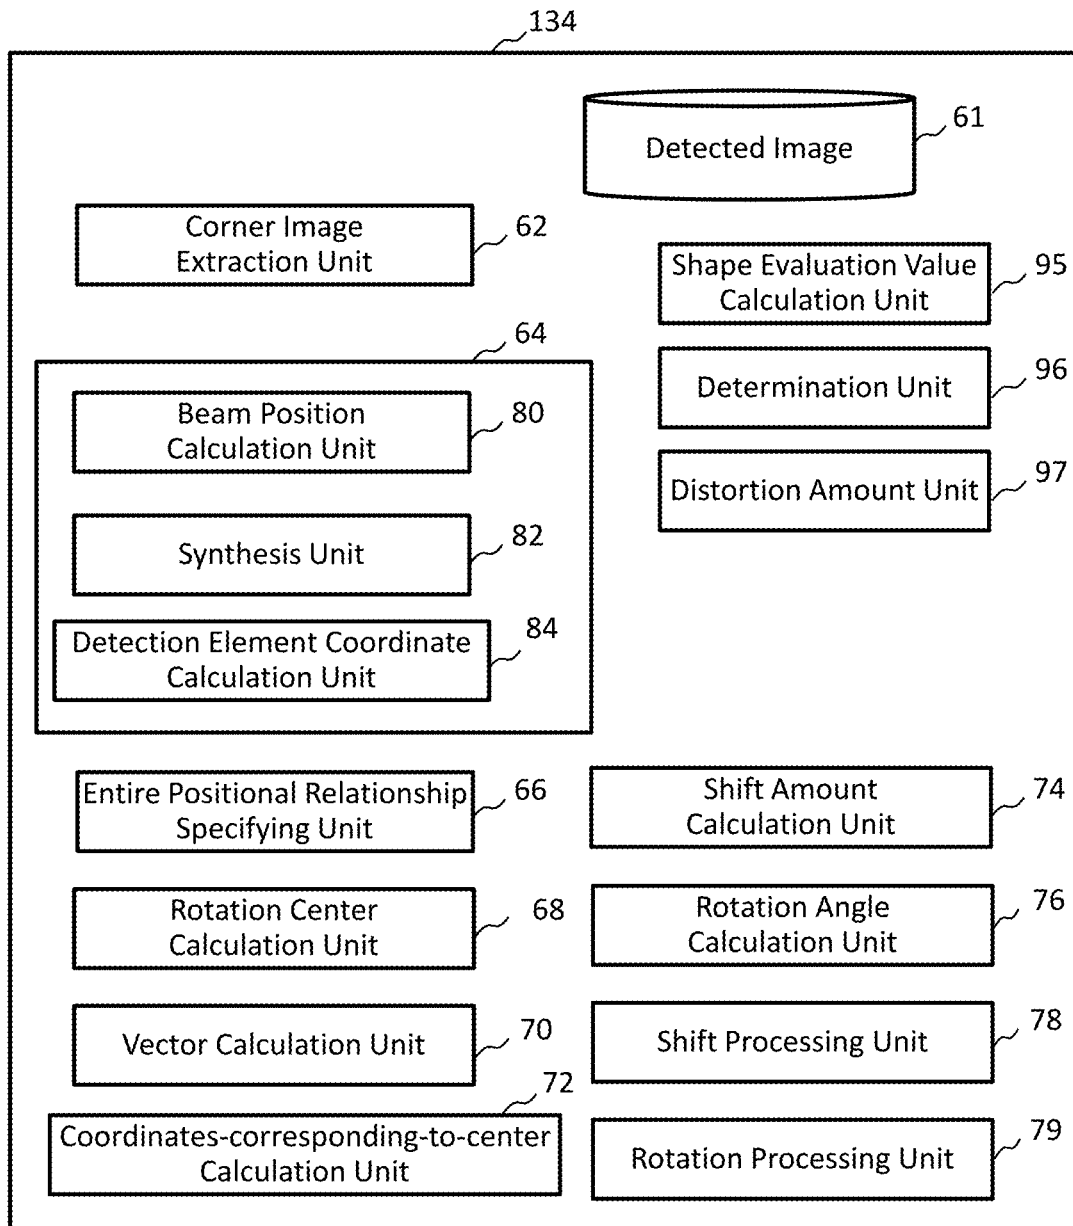 134
Detected Image
61
Corner Image
Extraction Unit
62
Shape Evaluation Value
Calculation Unit
95
64
Determination Unit
96
Beam Position
Calculation Unit
80
Distortion Amount Unit
97
Synthesis Unit
82
Detection Element Coordinate
Calculation Unit
84
Entire Positional Relationship
Specifying Unit
66
Shift Amount
Calculation Unit
74
Rotation Center
Calculation Unit
68
Rotation Angle
Calculation Unit
76
Vector Calculation Unit
70
Shift Processing Unit
78
72
Coordinates-corresponding-to-center
Calculation Unit
Rotation Processing Unit
79